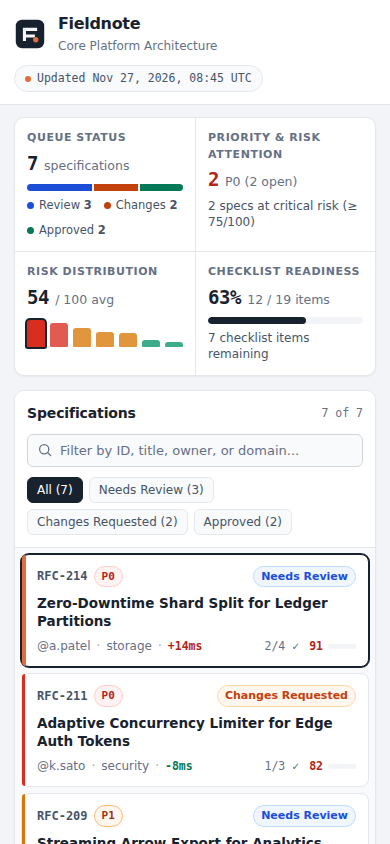 Fieldnote
Core Platform Architecture
Updated Nov 27, 2026, 08:45 UTC
QUEUE STATUS
7 specifications
Review 3 Changes 2
Approved 2
PRIORITY & RISK
ATTENTION
2 P0 (2 open)
2 specs at critical risk (≥
75/100)
RISK DISTRIBUTION
54 / 100 avg
CHECKLIST READINESS
63% 12 / 19 items
7 checklist items
remaining
Specifications 7 of 7
Filter by ID, title, owner, or domain...
All (7) Needs Review (3)
Changes Requested (2) Approved (2)
RFC-214 P0 Needs Review
Zero-Downtime Shard Split for Ledger
Partitions
@a.patel · storage · +14ms 2/4 ✓ 91
RFC-211 P0 Changes Requested
Adaptive Concurrency Limiter for Edge
Auth Tokens
@k.sato · security · -8ms 1/3 ✓ 82
RFC-209 P1 Needs Review
Streaming Arrow Export for Analytics